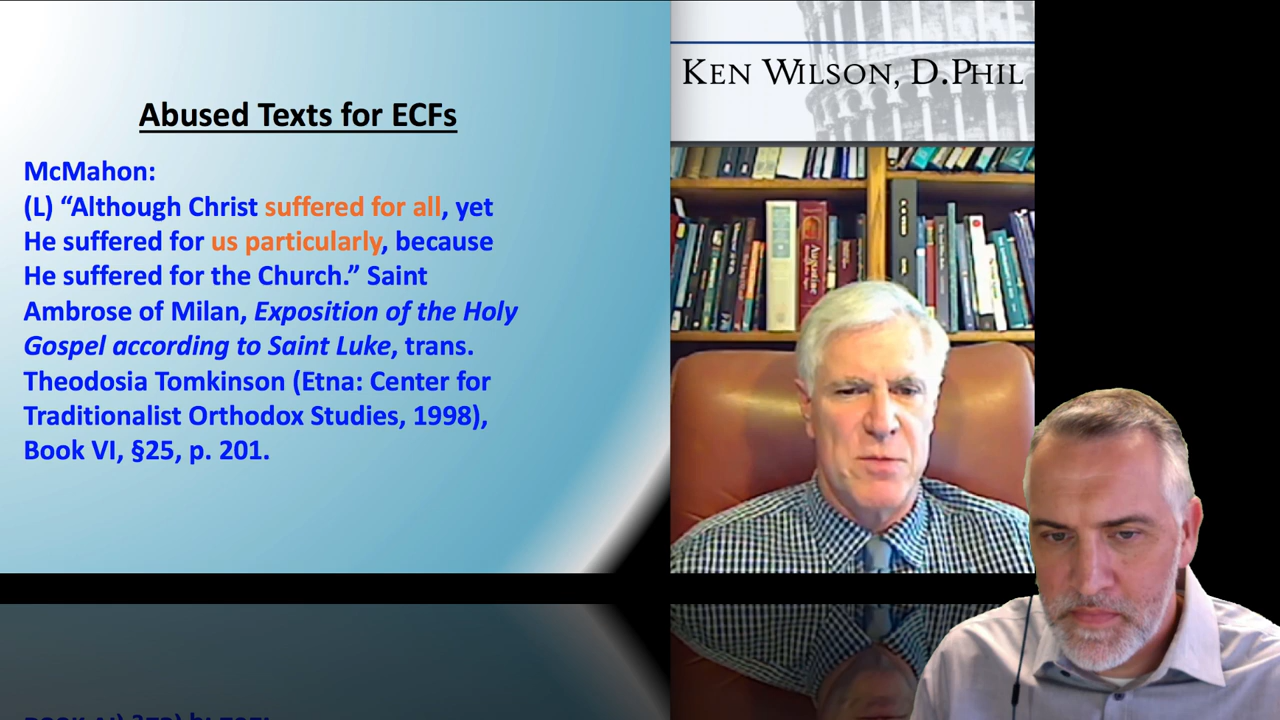 Abused Texts for ECFs
McMahon:
(L) “Although Christ suffered for all, yet
He suffered for us particularly, because
He suffered for the Church.” Saint
Ambrose of Milan, Exposition of the Holy
Gospel according to Saint Luke, trans.
Theodosia Tomkinson (Etna: Center for
Traditionalist Orthodox Studies, 1998),
Book VI, §25, p. 201.
KEN WILSON, D.PHIL
Augustine